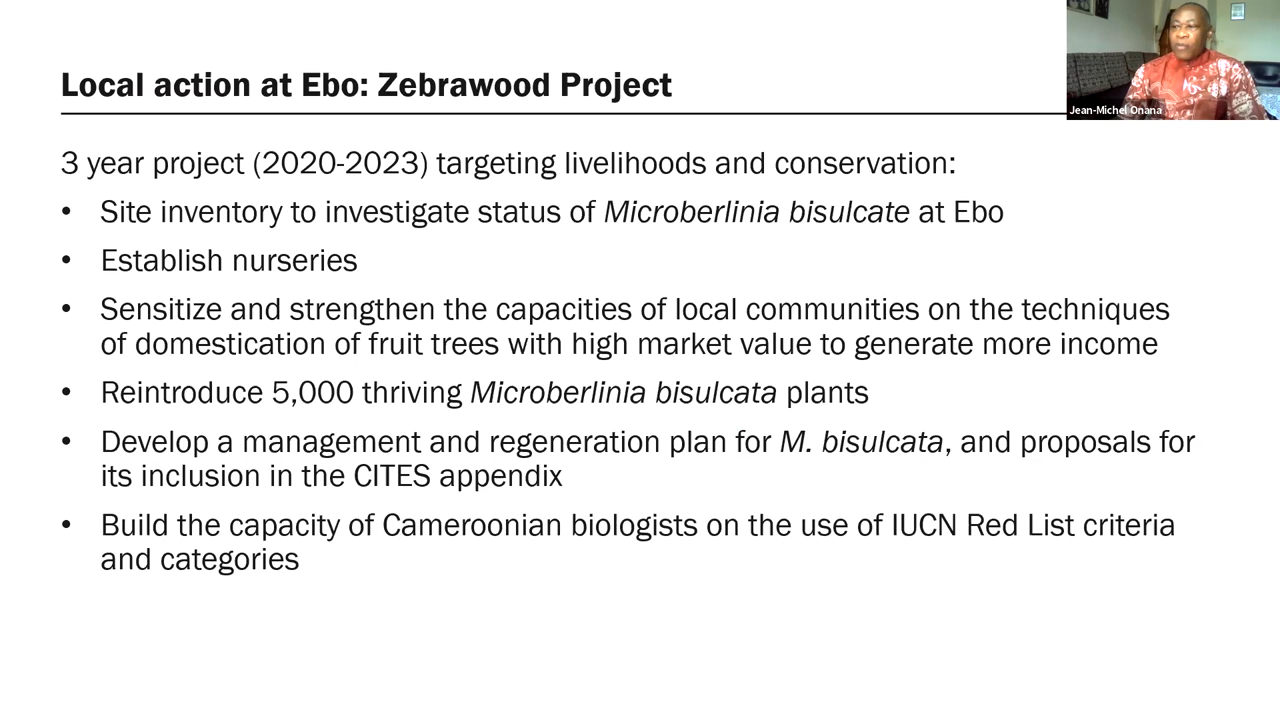 Local action at Ebo: Zebrawood Project
Jean-Michel Onana
3 year project (2020-2023) targeting livelihoods and conservation:
• Site inventory to investigate status of Microberlinia bisulcate at Ebo
• Establish nurseries
• Sensitize and strengthen the capacities of local communities on the techniques
of domestication of fruit trees with high market value to generate more income
• Reintroduce 5,000 thriving Microberlinia bisulcata plants
• Develop a management and regeneration plan for M. bisulcata, and proposals for
its inclusion in the CITES appendix
• Build the capacity of Cameroonian biologists on the use of IUCN Red List criteria
and categories